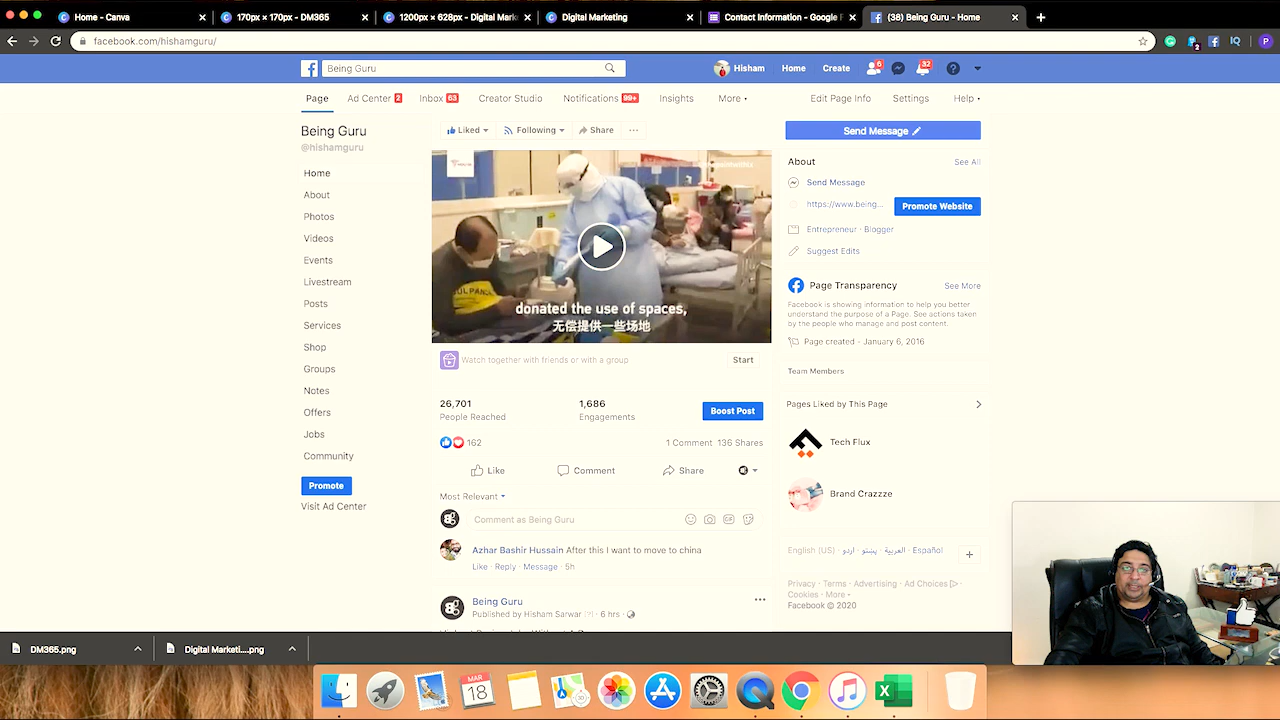 Home - Canva
170px x 170px - DM365
1200px x 628px - Digital Mark
Digital Marketing
Contact Information - Google F
(38) Being Guru - Home
facebook.com/hishamguru/
2
P
Being Guru
Hisham
Home
Create
6
32
Page
Ad Center 2
Inbox 63
Creator Studio
Notifications 99+
Insights
More
Edit Page Info
Settings
Help
Being Guru
@hishamguru
Home
About
Photos
Videos
Events
Livestream
Posts
Services
Shop
Groups
Notes
Offers
Jobs
Community
Promote
Visit Ad Center
Liked
Following
Share
donated the use of spaces,
无偿提供一些场地
Watch together with friends or with a group
Start
26,701
People Reached
1,686
Engagements
Boost Post
162
1 Comment 136 Shares
Like
Comment
Share
Most Relevant
Comment as Being Guru
GIF
Azhar Bashir Hussain After this I want to move to china
Like · Reply · Message · 5h
Being Guru
Published by Hisham Sarwar · 6 hrs ·
Send Message
About
See All
Send Message
https://www.being...
Promote Website
Entrepreneur · Blogger
Suggest Edits
Page Transparency
See More
Facebook is showing information to help you better
understand the purpose of a Page. See actions taken
by the people who manage and post content.
Page created - January 6, 2016
Team Members
Pages Liked by This Page
Tech Flux
Brand Crazzze
English (US) · اردو · پښتو · العربية · Español
Privacy · Terms · Advertising · Ad Choices ·
Cookies · More
Facebook © 2020
DM365.png
Digital Marketi....png
MAR
18